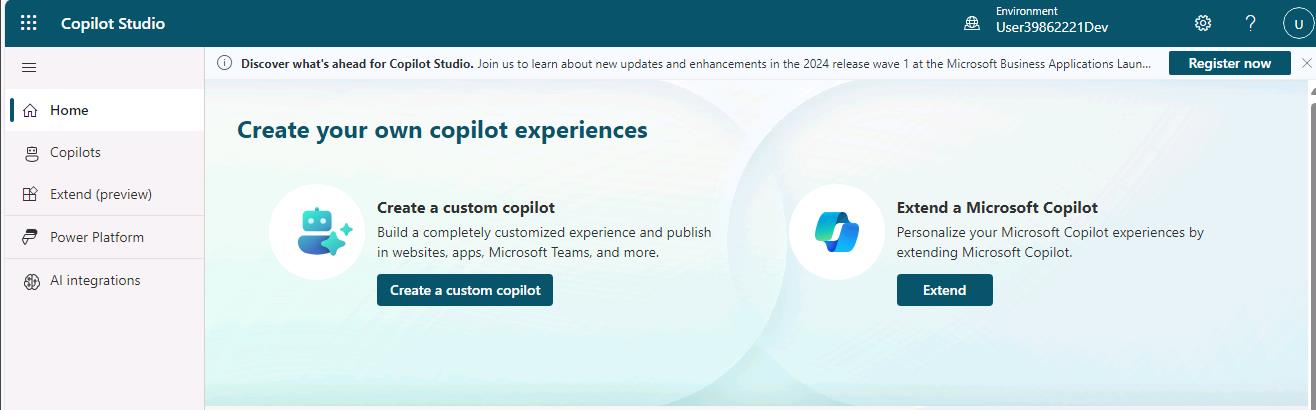 Copilot Studio
Environment
User39862221Dev
?
U
Discover what's ahead for Copilot Studio. Join us to learn about new updates and enhancements in the 2024 release wave 1 at the Microsoft Business Applications Laun...
Register now
Home
Copilots
Extend (preview)
Power Platform
AI integrations
Create your own copilot experiences
Create a custom copilot
Build a completely customized experience and publish
in websites, apps, Microsoft Teams, and more.
Create a custom copilot
Extend a Microsoft Copilot
Personalize your Microsoft Copilot experiences by
extending Microsoft Copilot.
Extend